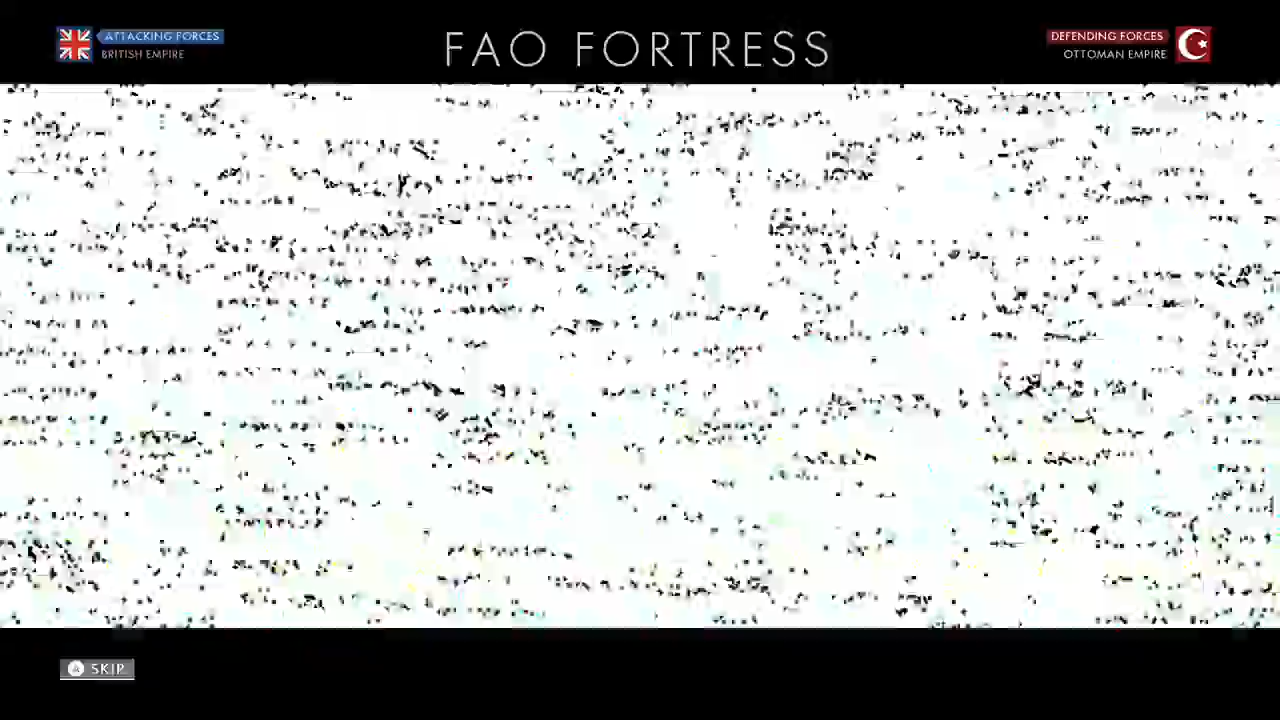 ATTACKING FORCES
BRITISH EMPIRE
FAO FORTRESS
DEFENDING FORCES
OTTOMAN EMPIRE
A SKIP